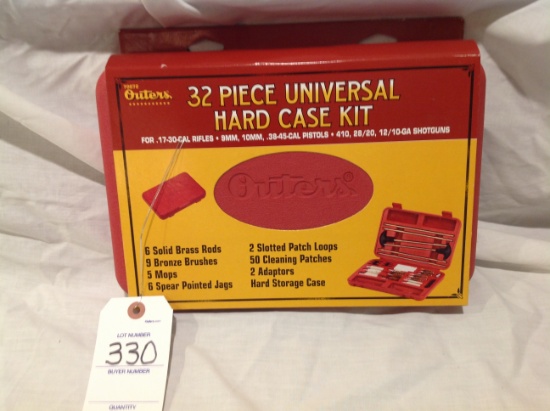 Outers
32 PIECE UNIVERSAL
HARD CASE KIT
FOR .17-30-CAL RIFLES • 9MM, 10MM, .38-45-CAL PISTOLS • 410, 28/20, 12/10-GA SHOTGUNS
Outers®
6 Solid Brass Rods
9 Bronze Brushes
5 Mops
6 Spear Pointed Jags
2 Slotted Patch Loops
50 Cleaning Patches
2 Adaptors
Hard Storage Case
LOT NUMBER
330
BUYER NUMBER
QUANTITY